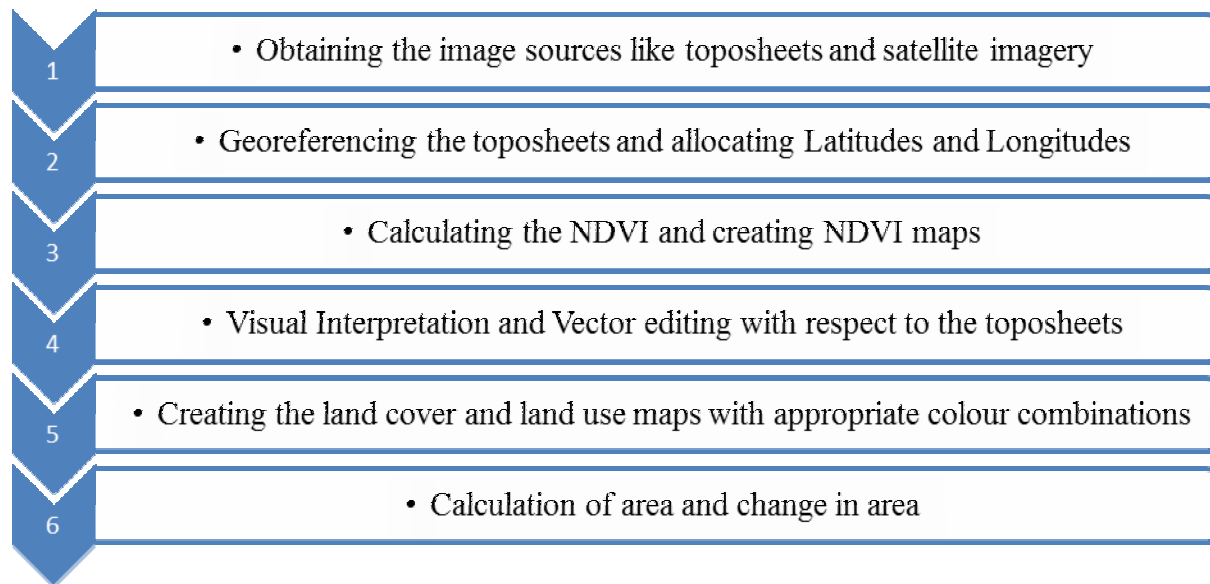 1
• Obtaining the image sources like toposheets and satellite imagery
2
• Georeferencing the toposheets and allocating Latitudes and Longitudes
3
• Calculating the NDVI and creating NDVI maps
4
• Visual Interpretation and Vector editing with respect to the toposheets
5
• Creating the land cover and land use maps with appropriate colour combinations
6
• Calculation of area and change in area